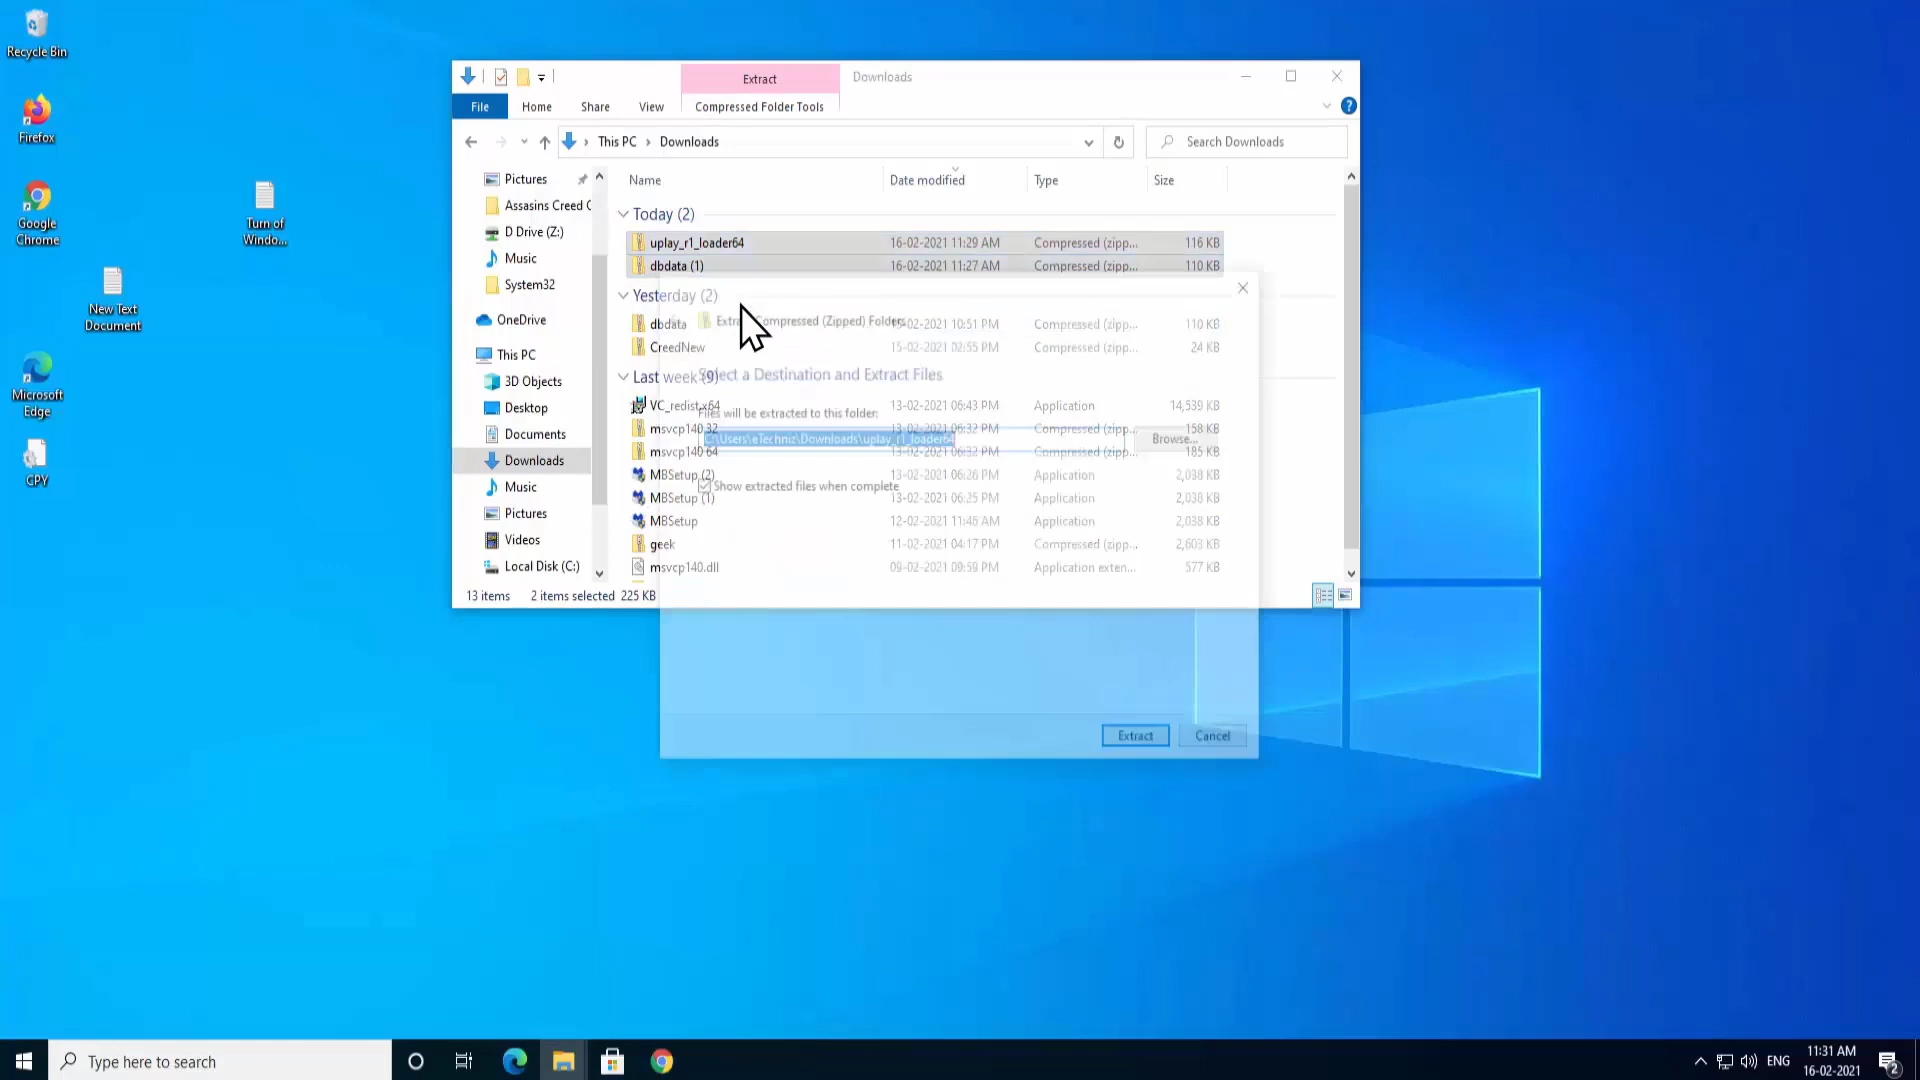 Recycle Bin
Firefox
Google
Chrome
Turn of
Windo...
New Text
Document
Microsoft
Edge
CPY
Extract
Downloads
File
Home
Share
View
Compressed Folder Tools
This PC
Downloads
Search Downloads
Pictures
Assasins Creed C
D Drive (Z:)
Music
System32
OneDrive
This PC
3D Objects
Desktop
Documents
Downloads
Music
Pictures
Videos
Local Disk (C:)
Name Date modified Type Size
Today (2)
uplay_r1_loader64 16-02-2021 11:29 AM Compressed (zipp... 116 KB
dbdata (1) 16-02-2021 11:27 AM Compressed (zipp... 110 KB
Yesterday (2)
dbdata 15-02-2021 10:51 PM Compressed (zipp... 110 KB
CreedNew 15-02-2021 02:55 PM Compressed (zipp... 24 KB
Last week (9)
VC_redist.x64 13-02-2021 06:43 PM Application 14,539 KB
msvcp140 32 13-02-2021 06:32 PM Compressed (zipp... 158 KB
msvcp140 64 13-02-2021 06:32 PM Compressed (zipp... 185 KB
MBSetup (2) 13-02-2021 06:26 PM Application 2,038 KB
MBSetup (1) 13-02-2021 06:25 PM Application 2,038 KB
MBSetup 12-02-2021 11:46 AM Application 2,038 KB
geek 11-02-2021 04:17 PM Compressed (zipp... 2,603 KB
msvcp140.dll 09-02-2021 09:59 PM Application exten... 577 KB
13 items 2 items selected 225 KB
Extract Compressed (Zipped) Folders
Select a Destination and Extract Files
Files will be extracted to this folder:
C:\Users\eTechniz\Downloads\uplay_r1_loader64
Browse...
Show extracted files when complete
Extract
Cancel
Type here to search
ENG
11:31 AM
16-02-2021
2